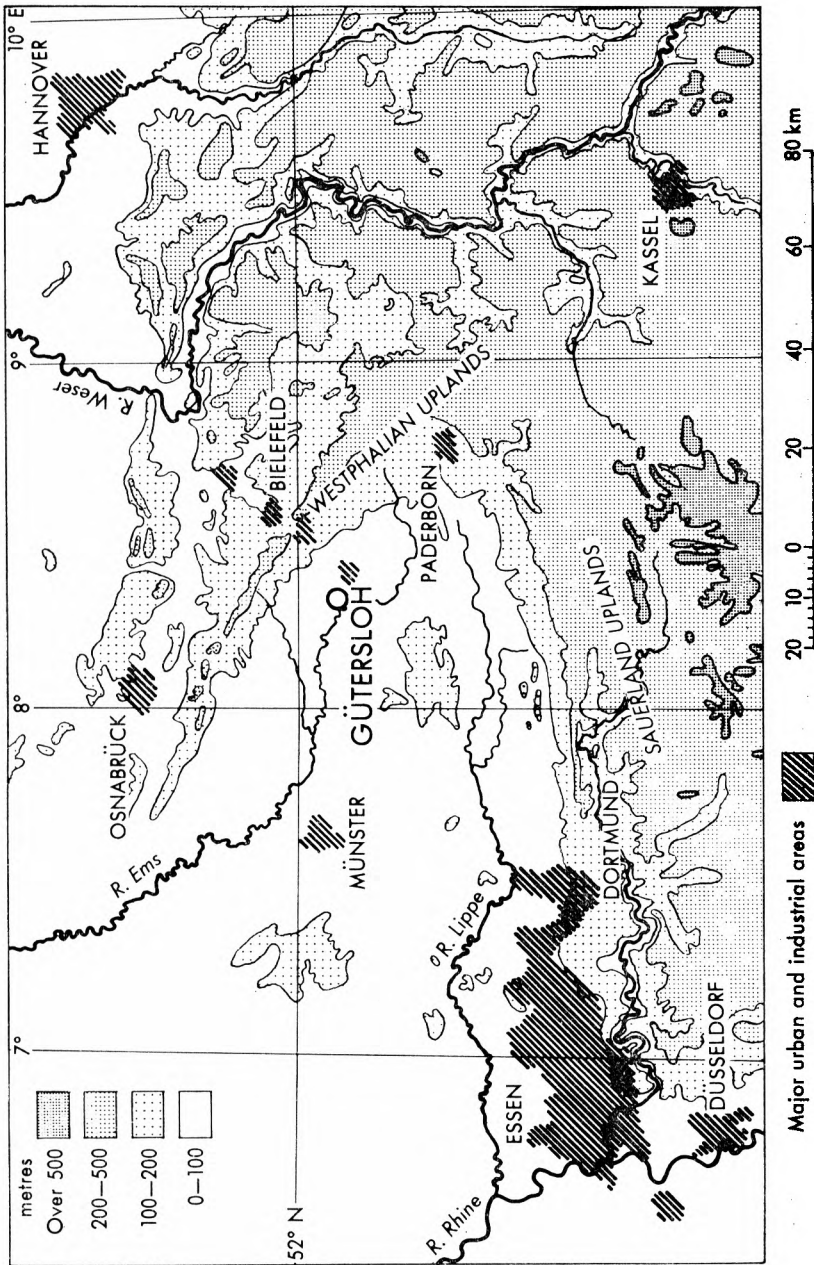 metres
Over 500
200–500
100–200
0–100
7°
8°
9°
10° E
52° N
HANNOVER
R. Weser
OSNABRÜCK
BIELEFELD
WESTPHALIAN UPLANDS
R. Ems
MÜNSTER
GÜTERSLOH
PADERBORN
R. Lippe
ESSEN
DORTMUND
SAUERLAND UPLANDS
KASSEL
R. Rhine
DÜSSELDORF
Major urban and industrial areas
20 10 0 20 40 60 80 km